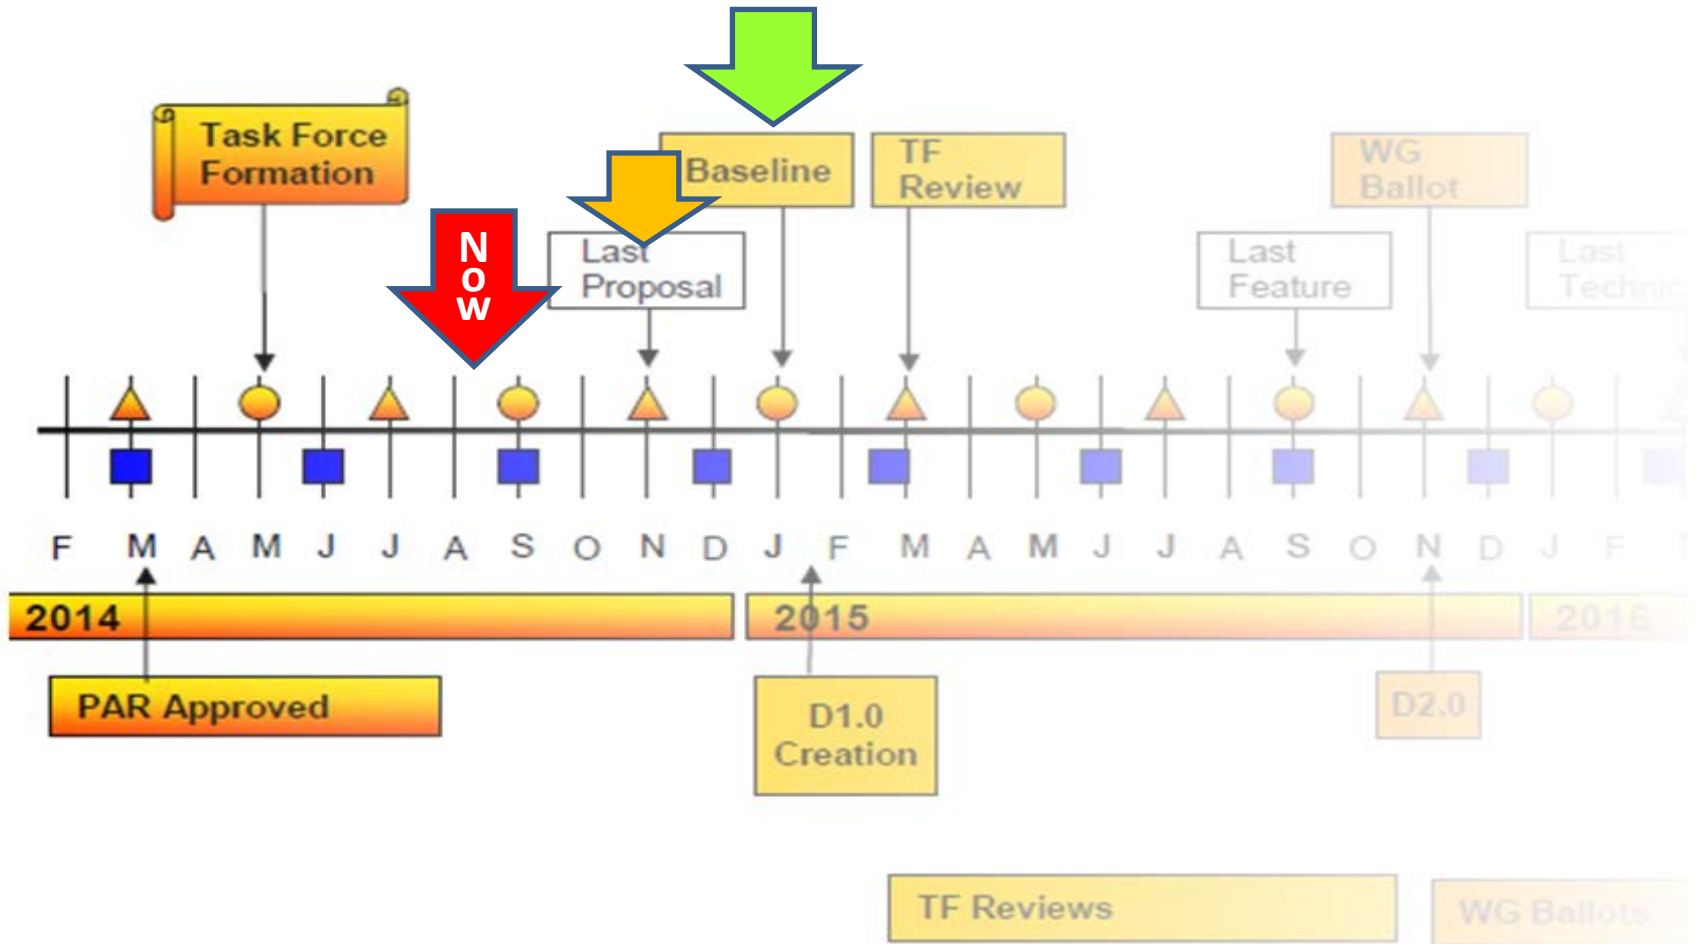 Task Force
Formation
Baseline
TF
Review
WG
Ballot
N
O
W
Last
Proposal
Last
Feature
Last
F M A M J J A S O N D J F M A M J J A S O N D J F
2014
2015
2016
PAR Approved
D1.0
Creation
D2.0
TF Reviews
WG Ballots